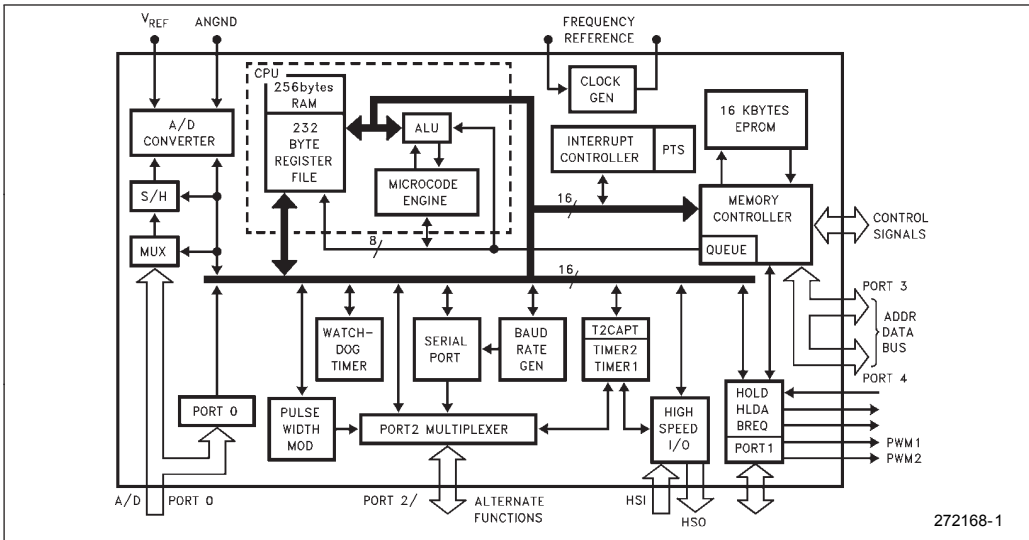 VREF
ANGND
FREQUENCY
REFERENCE
CPU
256bytes
RAM
232
BYTE
REGISTER
FILE
ALU
MICROCODE
ENGINE
CLOCK
GEN
16 KBYTES
EPROM
A/D
CONVERTER
INTERRUPT
CONTROLLER
PTS
S/H
MUX
MEMORY
CONTROLLER
QUEUE
CONTROL
SIGNALS
16
8
16
PORT 3
ADDR
DATA
BUS
PORT 4
WATCH-
DOG
TIMER
SERIAL
PORT
BAUD
RATE
GEN
T2CAPT
TIMER2
TIMER1
PORT 0
PULSE
WIDTH
MOD
PORT2 MULTIPLEXER
HIGH
SPEED
I/O
HOLD
HLDA
BREQ
PORT1
PWM1
PWM2
A/D
PORT 0
PORT 2/
ALTERNATE
FUNCTIONS
HSI
HSO
272168-1